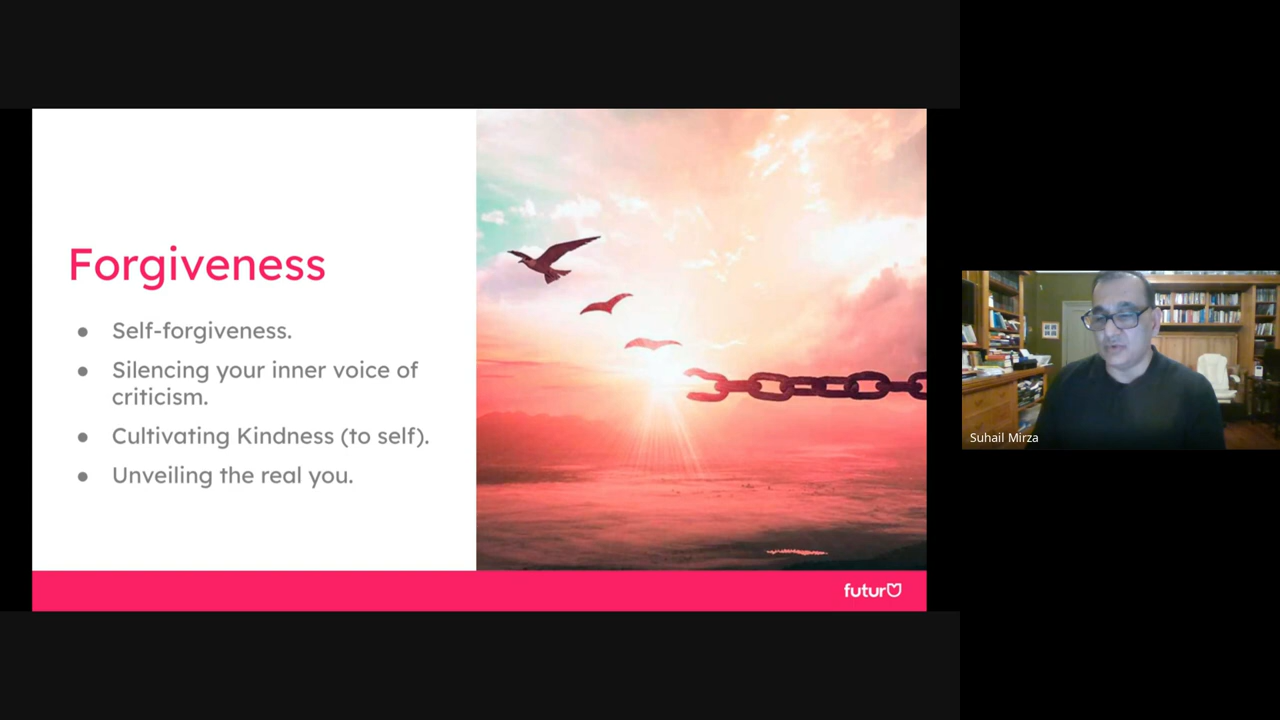 Forgiveness
● Self-forgiveness.
● Silencing your inner voice of
criticism.
● Cultivating Kindness (to self).
● Unveiling the real you.
futurU
Suhail Mirza